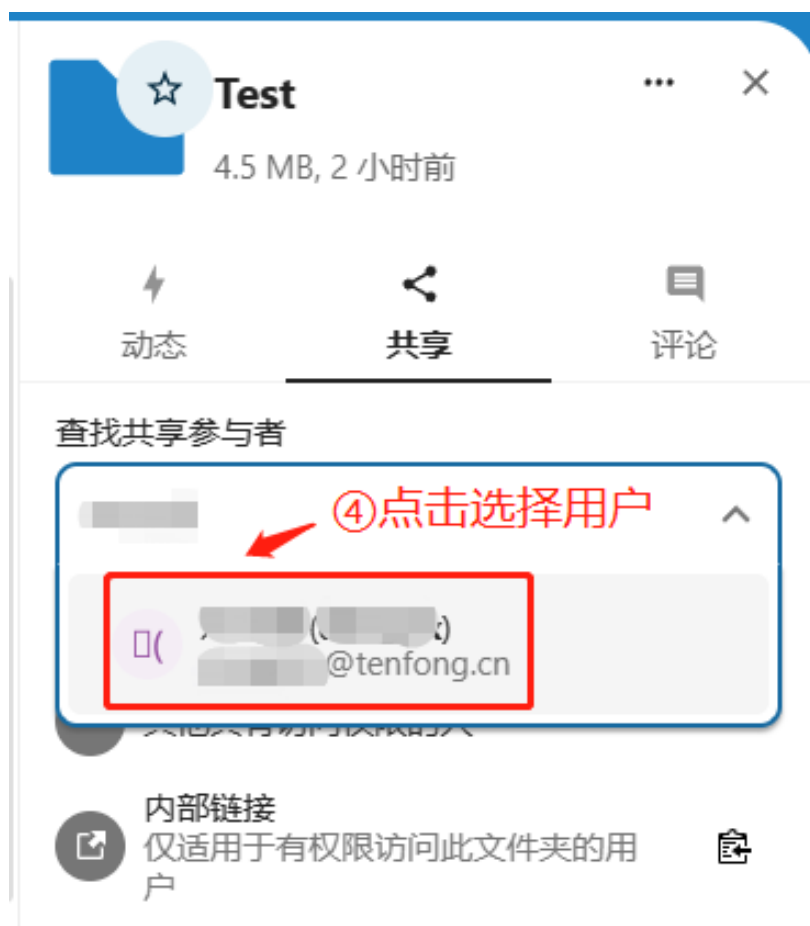 Test
4.5 MB, 2 小时前
动态
共享
评论
查找共享参与者
④点击选择用户
@tenfong.cn
内部链接
仅适用于有权限访问此文件夹的用
户